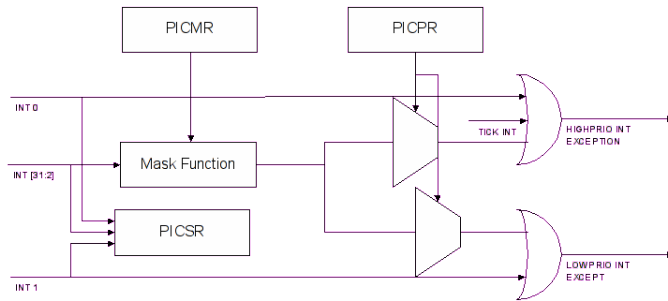 PICMR
PICPR
INT 0
TICK INT
HIGHPRIO INT
EXCEPTION
Mask Function
INT [31:2]
PICSR
LOWPRIO INT
EXCEPT
INT 1